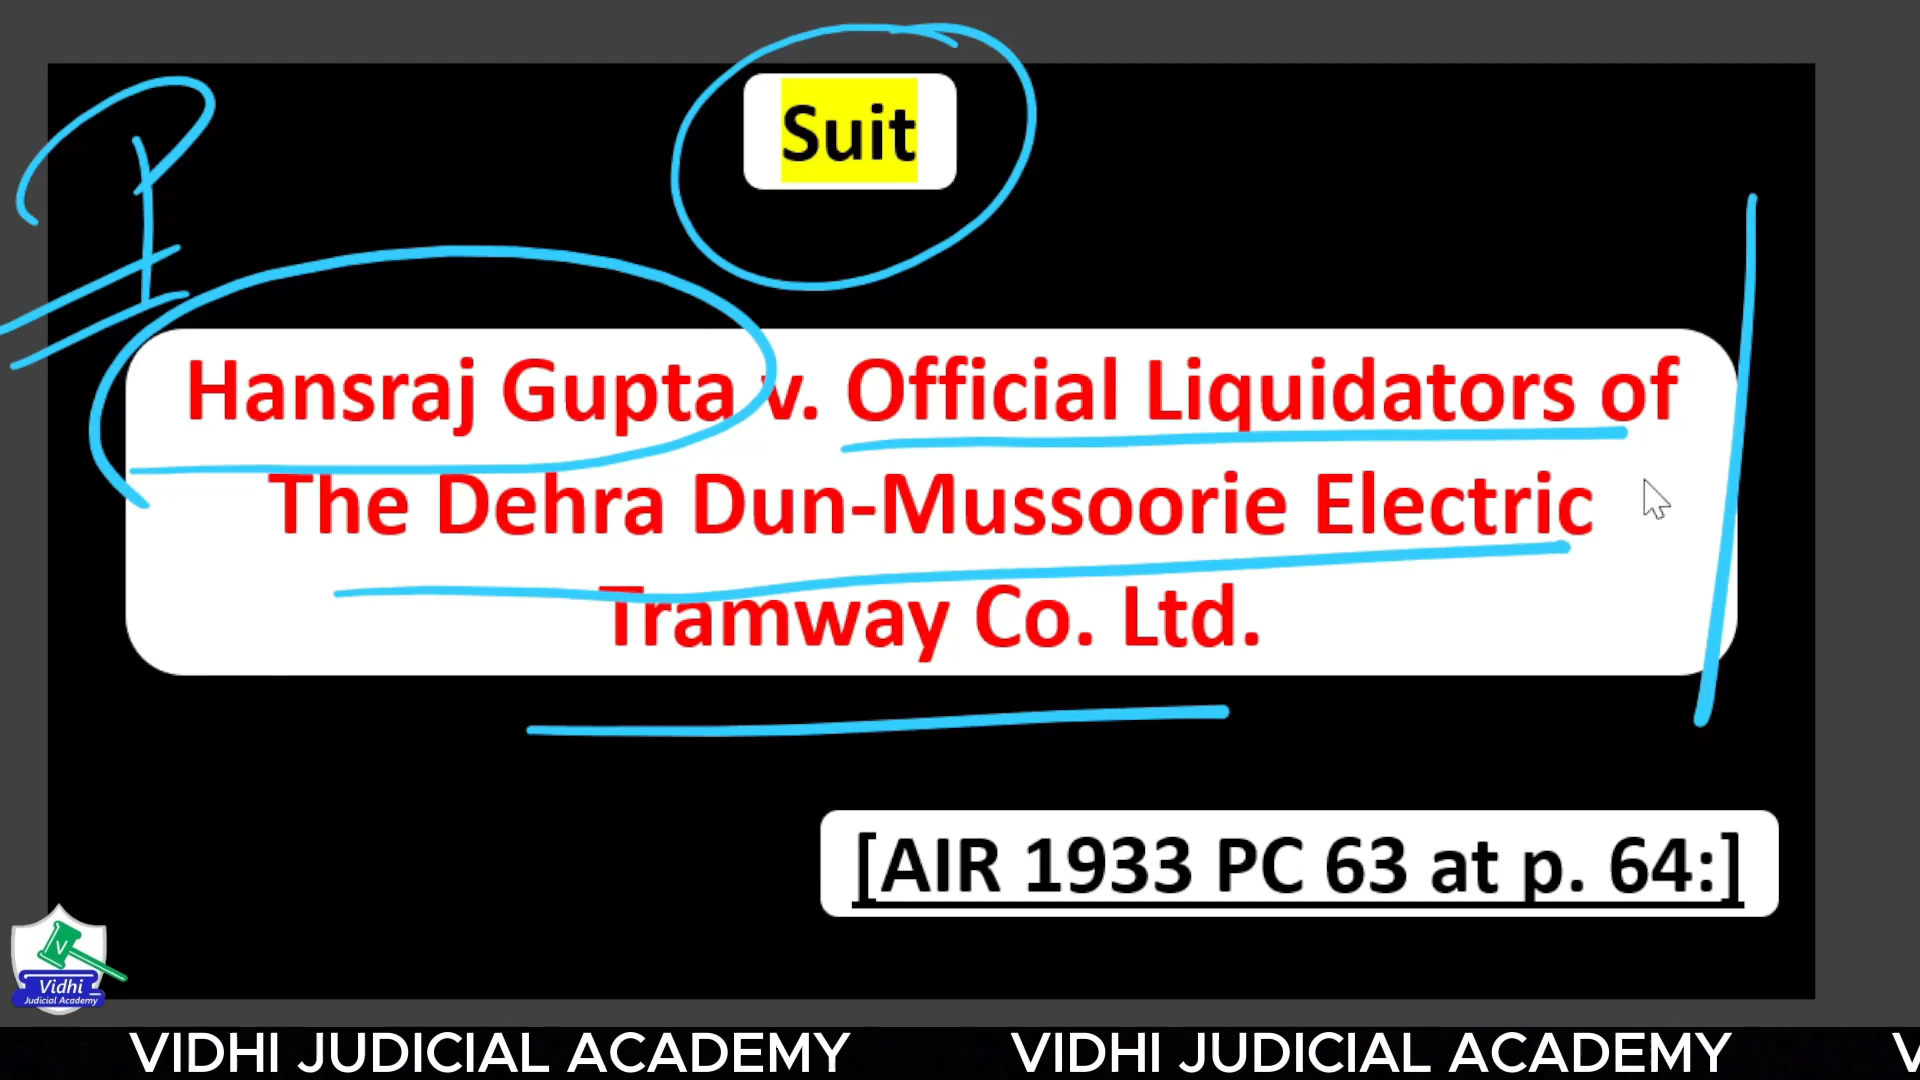 Suit
Hansraj Gupta v. Official Liquidators of
The Dehra Dun-Mussoorie Electric
Tramway Co. Ltd.
[AIR 1933 PC 63 at p. 64:]
V
Vidhi
Judicial Academy
VIDHI JUDICIAL ACADEMY VIDHI JUDICIAL ACADEMY V